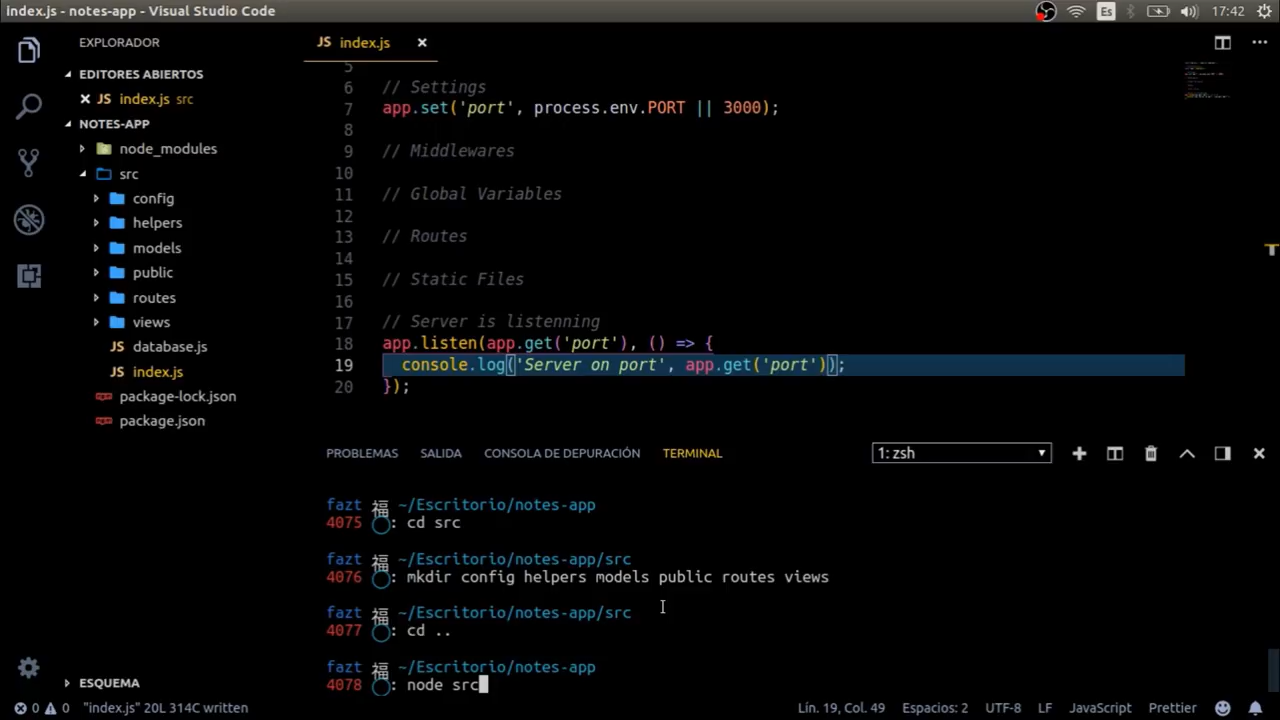 index.js - notes-app - Visual Studio Code
Es
17:42
EXPLORADOR
JS index.js
EDITORES ABIERTOS
JS index.js src
NOTES-APP
node_modules
src
config
helpers
models
public
routes
views
database.js
index.js
package-lock.json
package.json
ESQUEMA
5
6 // Settings
7 app.set('port', process.env.PORT || 3000);
8
9 // Middlewares
10
11 // Global Variables
12
13 // Routes
14
15 // Static Files
16
17 // Server is listenning
18 app.listen(app.get('port'), () => {
19 console.log('Server on port', app.get('port'));
20 });
PROBLEMAS SALIDA CONSOLA DE DEPURACIÓN TERMINAL 1: zsh
fazt 福 ~/Escritorio/notes-app
4075 ◯: cd src
fazt 福 ~/Escritorio/notes-app/src
4076 ◯: mkdir config helpers models public routes views
fazt 福 ~/Escritorio/notes-app/src
4077 ◯: cd ..
fazt 福 ~/Escritorio/notes-app
4078 ◯: node src
0 0 "index.js" 20L 314C written Lín. 19, Col. 49 Espacios: 2 UTF-8 LF JavaScript Prettier